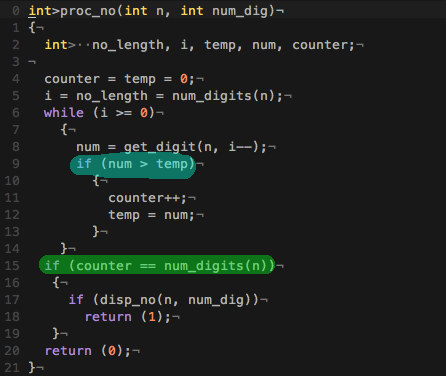 0 int>proc_no(int n, int num_dig)¬
1 {¬
2 int>··no_length, i, temp, num, counter;¬
3 ¬
4 counter = temp = 0;¬
5 i = no_length = num_digits(n);¬
6 while (i >= 0)¬
7 {¬
8 num = get_digit(n, i--);¬
9 if (num > temp)¬
10 {¬
11 counter++;¬
12 temp = num;¬
13 }¬
14 }¬
15 if (counter == num_digits(n))¬
16 {¬
17 if (disp_no(n, num_dig))¬
18 return (1);¬
19 }¬
20 return (0);¬
21 }¬